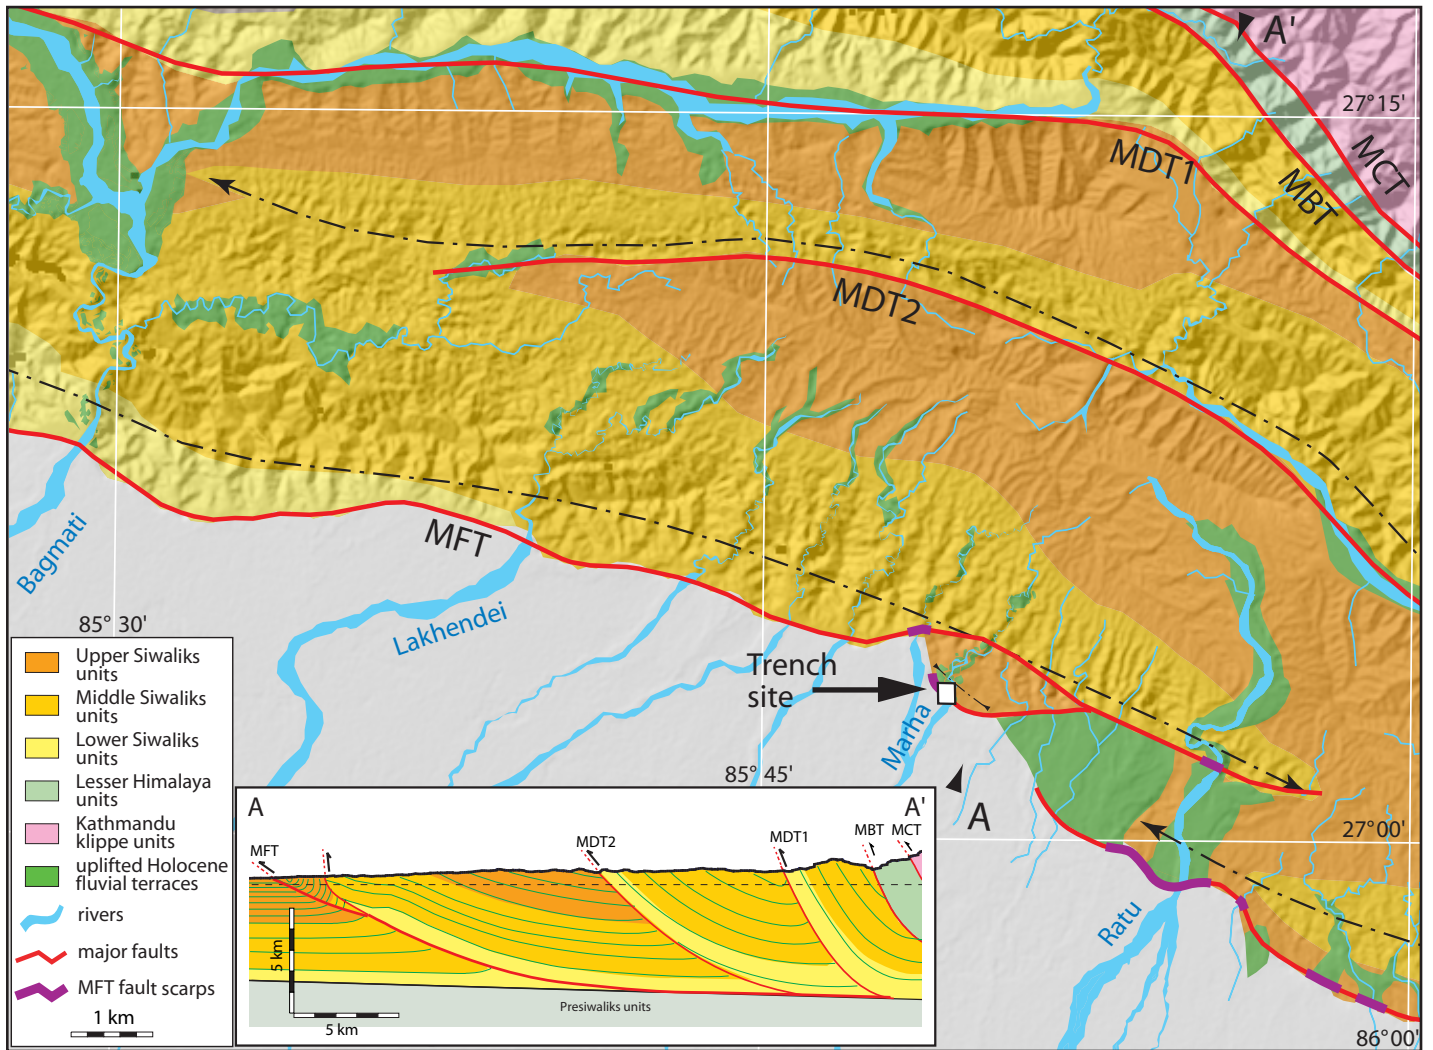 A'
27°15'
MCT
MDT1
MBT
MDT2
MFT
Bagmati
85°30'
Lakhendei
Trench
site
Marha
85°45'
A
27°00'
Ratu
86°00'
Upper Siwaliks
units
Middle Siwaliks
units
Lower Siwaliks
units
Lesser Himalaya
units
Kathmandu
klippe units
uplifted Holocene
fluvial terraces
rivers
major faults
MFT fault scarps
1 km
A
A'
MFT
MDT2
MDT1
MBT
MCT
5 km
Presiwaliks units
5 km